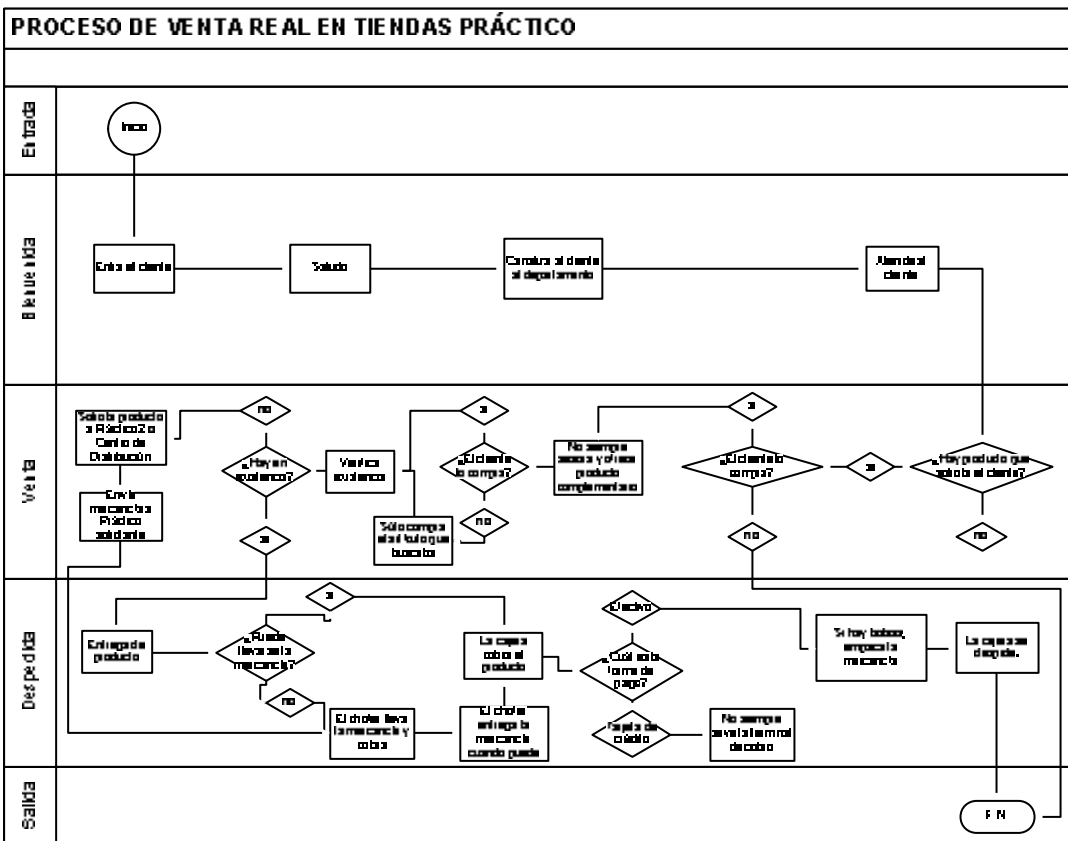 PROCESO DE VENTA REAL EN TIENDAS PRÁCTICO
Entrada
Inicio
Bienvenida
Entra el cliente
Saludo
Canaliza al cliente
al departamento
Atiende al
cliente
Venta
Solicita producto
a Práctico 2 o
Centro de
Distribución
no
si
si
¿Hay en
existencia?
Verifica
existencia
¿El cliente
lo compra?
No siempre
asesora y ofrece
producto
complementario
¿El cliente lo
compra?
si
¿Hay producto que
solicita el cliente?
Envía
mercancía a
Práctico
solicitante
si
Sólo compra
el artículo que
buscaba
no
no
no
Despedida
si
Efectivo
Entrega de
producto
¿Puede
llevarse la
mercancía?
La cajera
cobra el
producto
¿Cuál es la
forma de
pago?
Si hay bolsas,
empaca la
mercancía
La cajera se
despide.
no
El chofer lleva
la mercancía y
cobra
El chofer
entrega la
mercancía
cuando puede
Tarjeta de
crédito
No siempre
sirve la terminal
de cobro
Salida
FIN